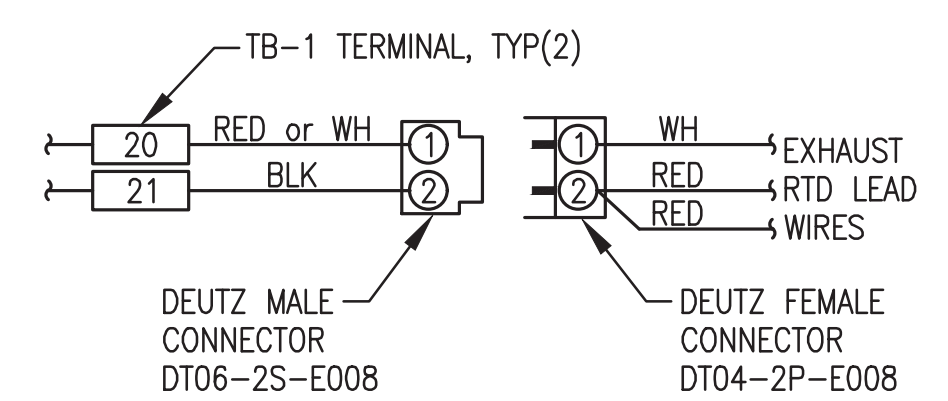 TB-1 TERMINAL, TYP(2)
20 RED or WH 1
21 BLK 2
1 WH EXHAUST
2 RED RTD LEAD
RED WIRES
DEUTZ MALE
CONNECTOR
DT06-2S-E008
DEUTZ FEMALE
CONNECTOR
DT04-2P-E008